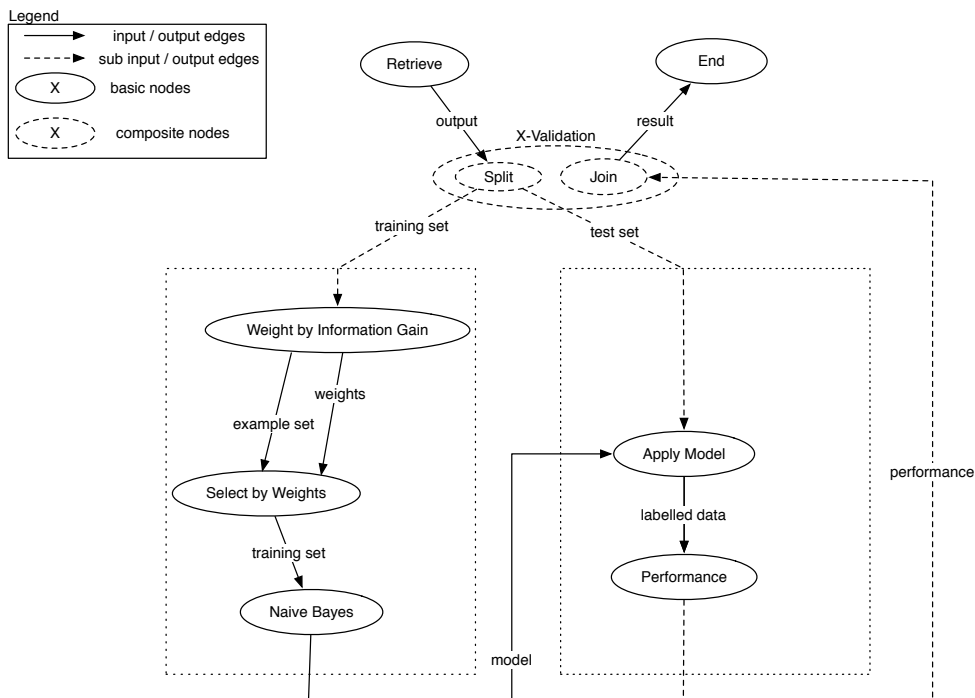 Legend
input / output edges
sub input / output edges
X
basic nodes
X
composite nodes
Retrieve
End
output
result
X-Validation
Split
Join
training set
test set
Weight by Information Gain
weights
example set
Apply Model
performance
Select by Weights
labelled data
training set
Performance
Naive Bayes
model